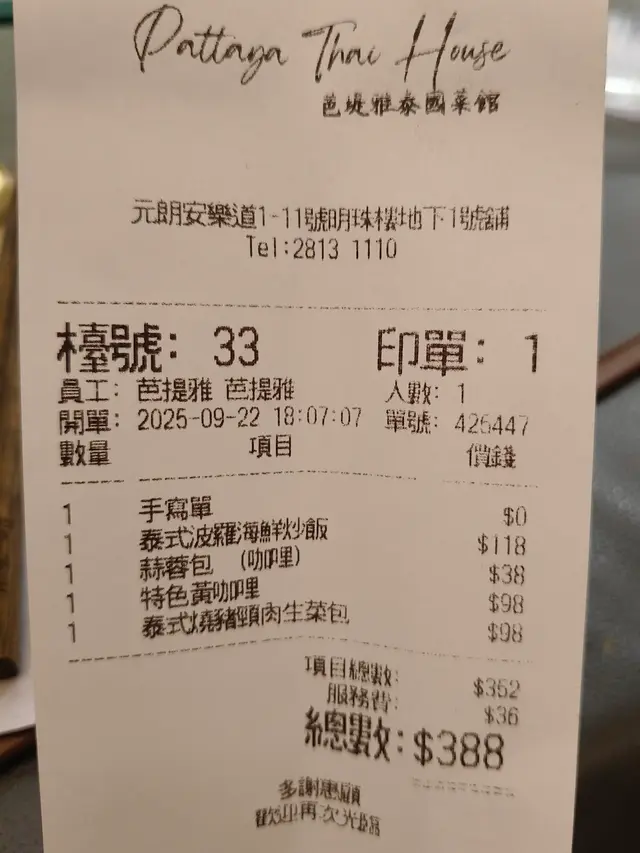 Pattaya Thai House
芭堤雅泰國菜館
元朗安樂道1-11號明珠樓地下1號舖
Tel:2813 1110
檯號: 33 印單: 1
員工: 芭提雅 芭提雅 人數: 1
開單: 2025-09-22 18:07:07 單號: 426447
數量 項目 價錢
1 手寫單 $0
1 泰式波羅海鮮炒飯 $118
1 蒜蓉包 (咖喱) $38
1 特色黃咖喱 $98
1 泰式燒豬頸肉生菜包 $98
項目總數: $352
服務費: $36
總數: $388
多謝惠顧
歡迎再次光臨